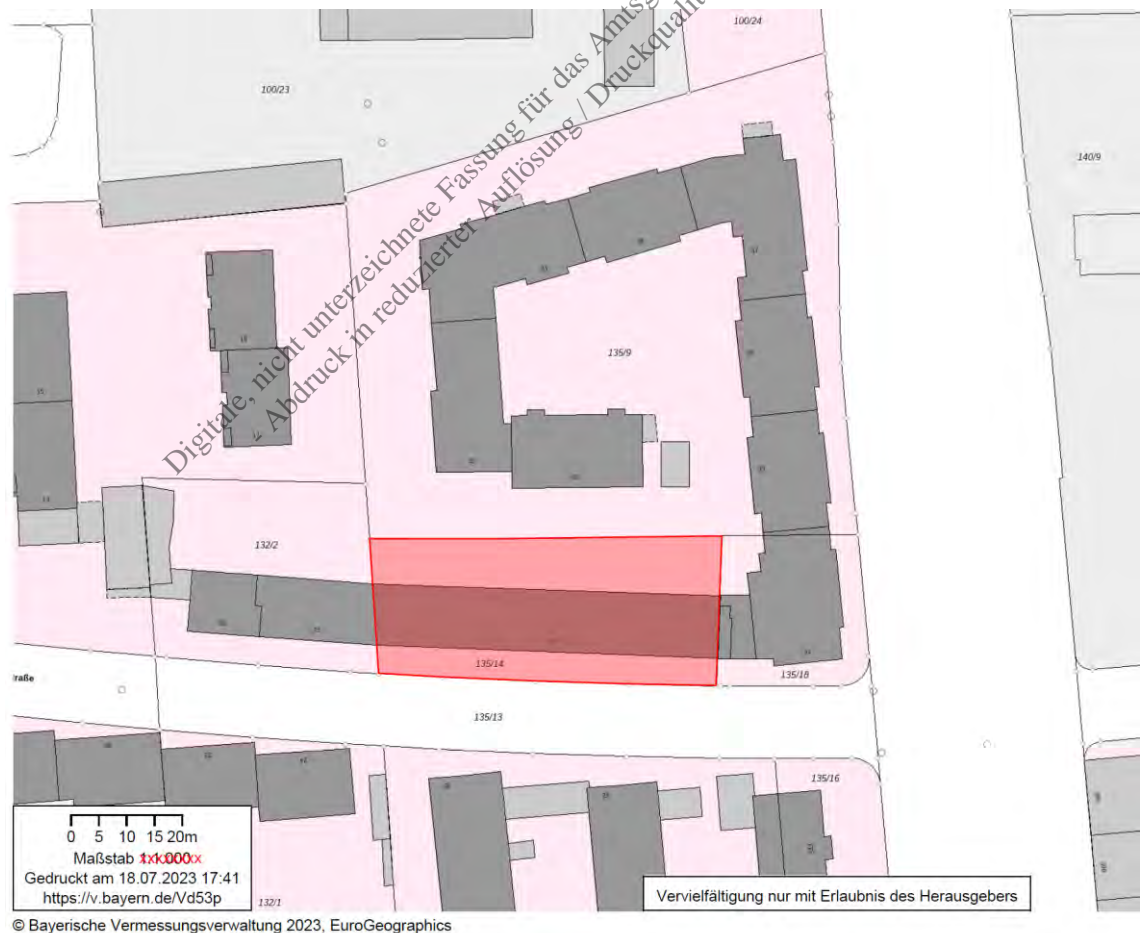 100/24
100/23
140/9
Digitale, nicht unterzeichnete Fassung für das Amtsg
Abdruck in reduzierter Auflösung / Druckqualit
135/9
132/2
135/14
135/18
raße
135/13
135/16
0 5 10 15 20m
Maßstab
Gedruckt am 18.07.2023 17:41
https://v.bayern.de/Vd53p
132/1
Vervielfältigung nur mit Erlaubnis des Herausgebers
© Bayerische Vermessungsverwaltung 2023, EuroGeographics